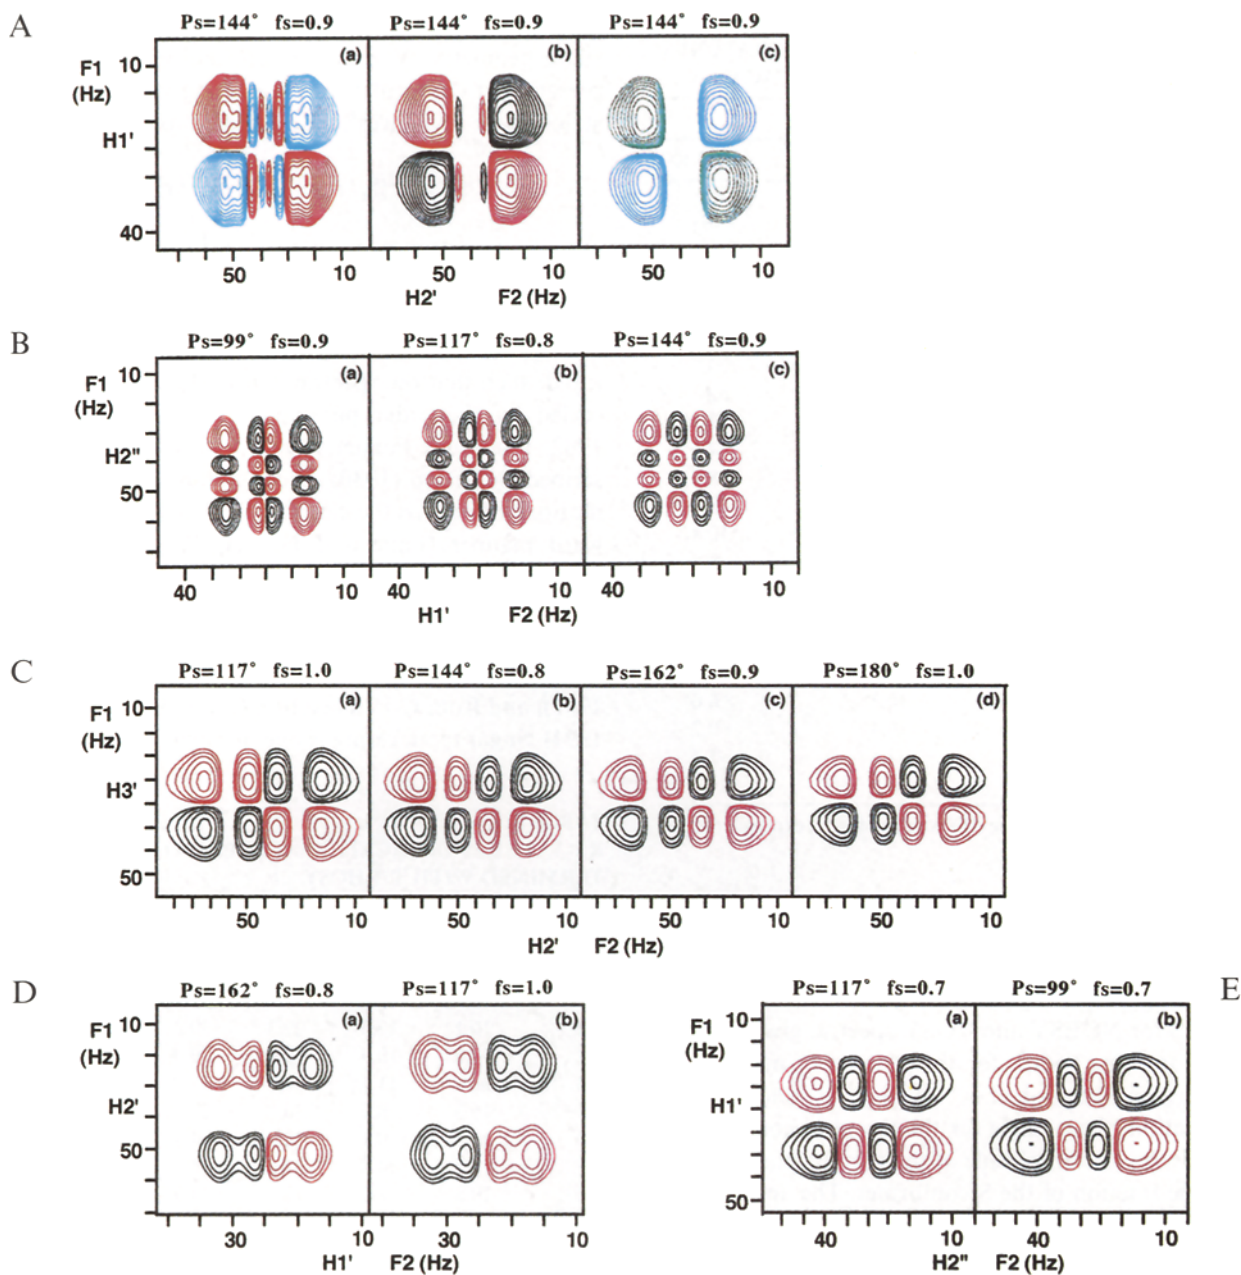 A
Ps=144° fs=0.9 Ps=144° fs=0.9 Ps=144° fs=0.9
(a) (b) (c)
F1 10
(Hz)
H1'
40
50 10 50 10 50 10
H2' F2 (Hz)
B
Ps=99° fs=0.9 Ps=117° fs=0.8 Ps=144° fs=0.9
(a) (b) (c)
F1 10
(Hz)
H2"
50
40 10 40 10 10
H1' F2 (Hz)
C
Ps=117° fs=1.0 Ps=144° fs=0.8 Ps=162° fs=0.9 Ps=180° fs=1.0
(a) (b) (c) (d)
F1 10
(Hz)
H3'
50
50 10 50 10 50 10 50 10
H2' F2 (Hz)
D
Ps=162° fs=0.8 Ps=117° fs=1.0
(a) (b)
F1 10
(Hz)
H2'
50
30 10 30 10
H1' F2 (Hz)
E
Ps=117° fs=0.7 Ps=99° fs=0.7
(a) (b)
F1 10
(Hz)
H1'
50
40 10 40 10
H2" F2 (Hz)